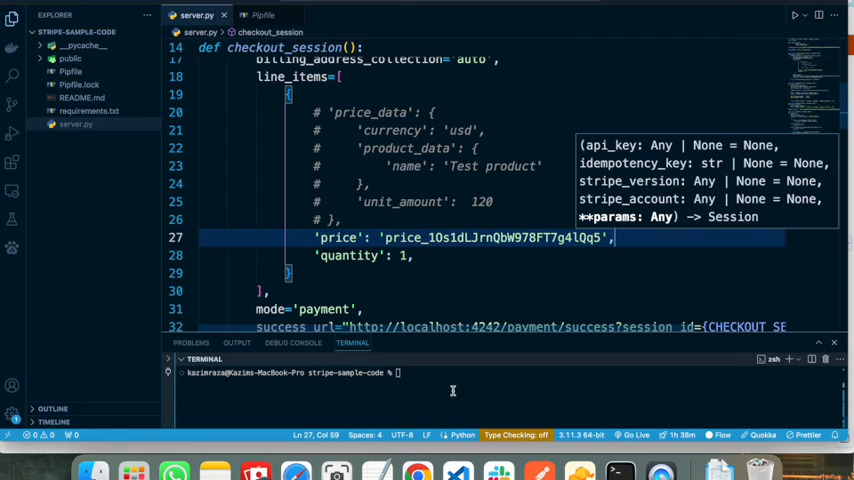 EXPLORER
STRIPE-SAMPLE-CODE
__pycache__
public
Pipfile
Pipfile.lock
README.md
requirements.txt
server.py
OUTLINE
TIMELINE
server.py
Pipfile
server.py > checkout_session
14 def checkout_session():
17 billing_address_collection='auto',
18 line_items=[
19 {
20 # 'price_data': {
21 # 'currency': 'usd',
22 # 'product_data': {
23 # 'name': 'Test product'
24 # },
25 # 'unit_amount': 120
26 # },
27 'price': 'price_1Os1dLJrnQbW978FT7g4lQq5',
28 'quantity': 1,
29 }
30 ],
31 mode='payment',
32 success_url="http://localhost:4242/payment/success?session_id={CHECKOUT_SE
(api_key: Any | None = None,
idempotency_key: str | None = None,
stripe_version: Any | None = None,
stripe_account: Any | None = None,
**params: Any) -> Session
PROBLEMS OUTPUT DEBUG CONSOLE TERMINAL
TERMINAL
zsh
kazimraza@Kazims-MacBook-Pro stripe-sample-code %
0 0 0 Ln 27, Col 59 Spaces: 4 UTF-8 LF Python Type Checking: off 3.11.3 64-bit Go Live 1h 38m Flow Quokka Prettier